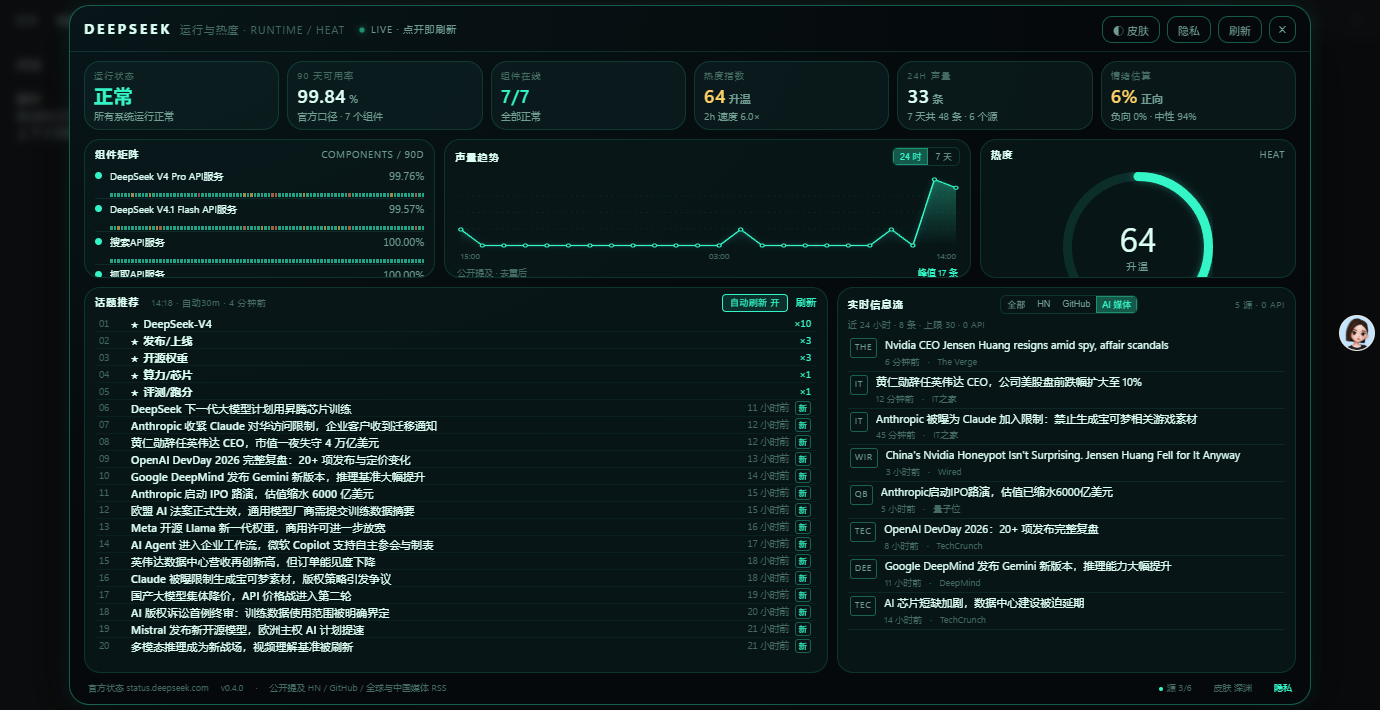 DEEPSEEK 运行与热度 · RUNTIME / HEAT ● LIVE · 点开即刷新
皮肤 隐私 刷新 ×
运行状态
正常
所有系统运行正常
90 天可用率
99.84 %
官方口径 · 7 个组件
组件在线
7/7
全部正常
热度指数
64 升温
2h 速度 6.0×
24H 声量
33 条
7 天共 48 条 · 6 个源
情绪估算
6% 正向
负向 0% · 中性 94%
组件矩阵 COMPONENTS / 90D
DeepSeek V4 Pro API服务 99.76%
DeepSeek V4.1 Flash API服务 99.57%
搜索API服务 100.00%
抓取API服务 100.00%
声量趋势 24 时 7 天
15:00 03:00 14:00
公开提及 · 去重后 峰值 17 条
热度 HEAT
64
升温
话题推荐 14:18 · 自动30m · 4 分钟前 自动刷新 开 刷新
01 ★ DeepSeek-V4 ×10
02 ★ 发布/上线 ×3
03 ★ 开源权重 ×3
04 ★ 算力/芯片 ×1
05 ★ 评测/跑分 ×1
06 DeepSeek 下一代大模型计划用昇腾芯片训练 11 小时前 新
07 Anthropic 收紧 Claude 对华访问限制，企业客户收到迁移通知 12 小时前 新
08 黄仁勋辞任英伟达 CEO，市值一夜失守 4 万亿美元 12 小时前 新
09 OpenAI DevDay 2026 完整复盘：20+ 项发布与定价变化 13 小时前 新
10 Google DeepMind 发布 Gemini 新版本，推理基准大幅提升 14 小时前 新
11 Anthropic 启动 IPO 路演，估值缩水 6000 亿美元 15 小时前 新
12 欧盟 AI 法案正式生效，通用模型厂商需提交训练数据摘要 15 小时前 新
13 Meta 开源 Llama 新一代权重，商用许可进一步放宽 16 小时前 新
14 AI Agent 进入企业工作流，微软 Copilot 支持自主参会与制表 17 小时前 新
15 英伟达数据中心营收再创新高，但订单能见度下降 18 小时前 新
16 Claude 被曝限制生成宝可梦素材，版权策略引发争议 18 小时前 新
17 国产大模型集体降价，API 价格战进入第二轮 19 小时前 新
18 AI 版权诉讼首例终审：训练数据使用范围被明确界定 20 小时前 新
19 Mistral 发布新开源模型，欧洲主权 AI 计划提速 21 小时前 新
20 多模态推理成为新战场，视频理解基准被刷新 21 小时前 新
实时信息流 全部 HN GitHub AI 媒体 5 源 · 0 API
近 24 小时 · 8 条 · 上限 30 · 0 API
THE Nvidia CEO Jensen Huang resigns amid spy, affair scandals
6 分钟前 · The Verge
IT 黄仁勋辞任英伟达 CEO，公司美股盘前跌幅扩大至 10%
12 分钟前 · IT之家
IT Anthropic 被曝为 Claude 加入限制：禁止生成宝可梦相关游戏素材
45 分钟前 · IT之家
WIR China's Nvidia Honeypot Isn't Surprising. Jensen Huang Fell for It Anyway
3 小时前 · Wired
QB Anthropic启动IPO路演，估值已缩水6000亿美元
5 小时前 · 量子位
TEC OpenAI DevDay 2026：20+ 项发布完整复盘
8 小时前 · TechCrunch
DEE Google DeepMind 发布 Gemini 新版本，推理能力大幅提升
11 小时前 · DeepMind
TEC AI 芯片短缺加剧，数据中心建设被迫延期
14 小时前 · TechCrunch
官方状态 status.deepseek.com v0.4.0 · 公开提及 HN / GitHub / 全球与中国媒体 RSS
● 源 3/6 皮肤 深渊 隐私